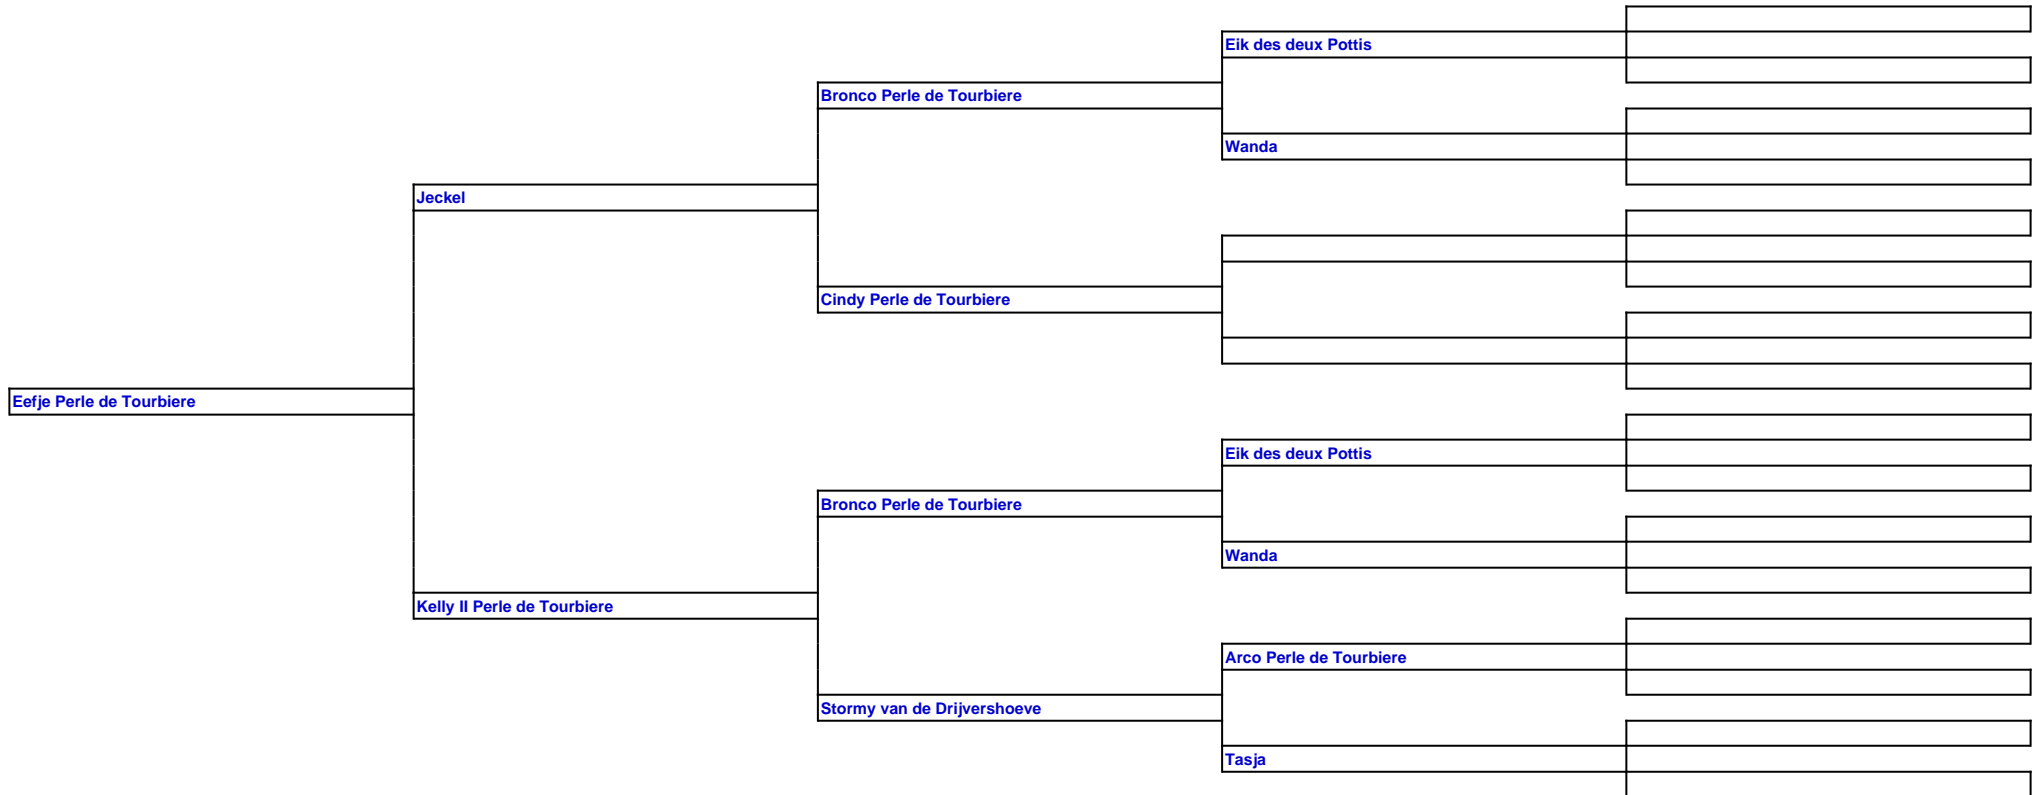 Eik des deux Pottis
Bronco Perle de Tourbiere
Wanda
Jeckel
Cindy Perle de Tourbiere
Eefje Perle de Tourbiere
Eik des deux Pottis
Bronco Perle de Tourbiere
Wanda
Kelly II Perle de Tourbiere
Arco Perle de Tourbiere
Stormy van de Drijvershoeve
Tasja